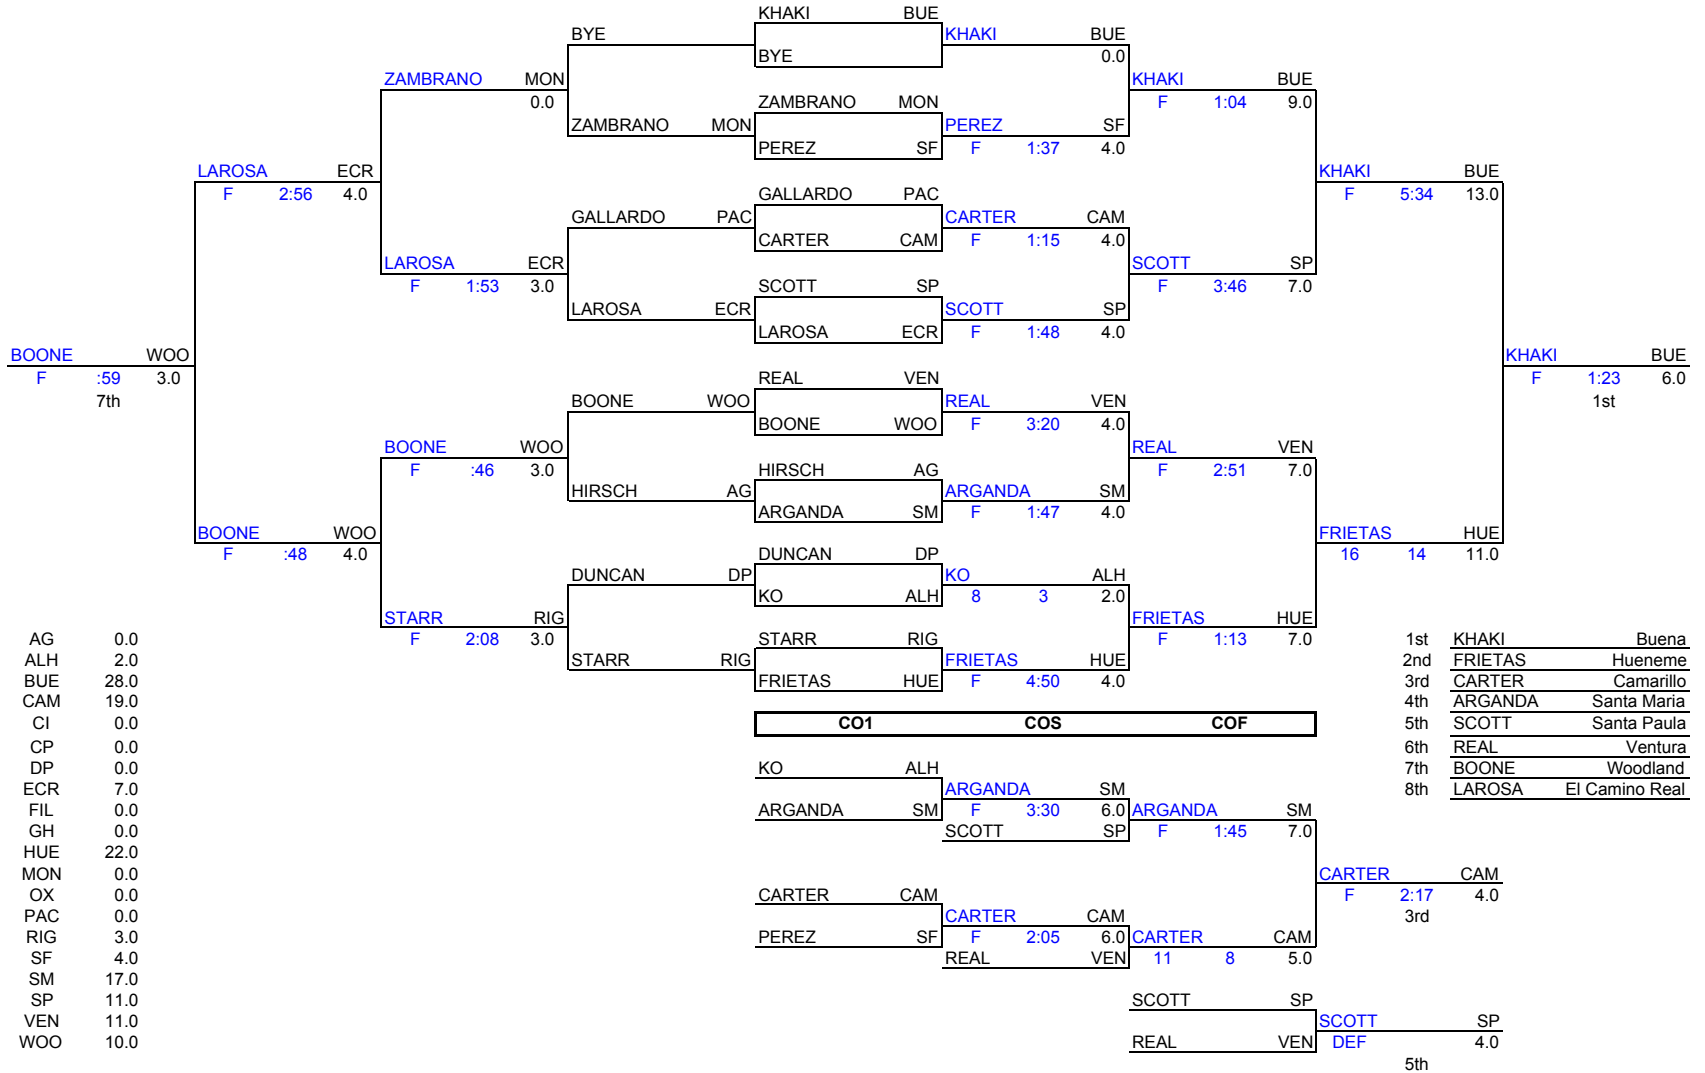 KHAKI BUE
BYE KHAKI BUE
BYE 0.0
ZAMBRANO MON KHAKI BUE
0.0 ZAMBRANO MON F 1:04 9.0
ZAMBRANO MON PEREZ SF
PEREZ SF F 1:37 4.0
LAROSA ECR KHAKI BUE
F 2:56 4.0 GALLARDO PAC F 5:34 13.0
GALLARDO PAC CARTER CAM
CARTER CAM F 1:15 4.0
LAROSA ECR SCOTT SP
F 1:53 3.0 SCOTT SP F 3:46 7.0
LAROSA ECR SCOTT SP
LAROSA ECR F 1:48 4.0
BOONE WOO KHAKI BUE
F :59 3.0 REAL VEN F 1:23 6.0
7th BOONE WOO REAL VEN 1st
BOONE WOO F 3:20 4.0
BOONE WOO REAL VEN
F :46 3.0 HIRSCH AG F 2:51 7.0
HIRSCH AG ARGANDA SM
ARGANDA SM F 1:47 4.0
BOONE WOO FRIETAS HUE
F :48 4.0 DUNCAN DP 16 14 11.0
DUNCAN DP KO ALH
KO ALH 8 3 2.0
STARR RIG FRIETAS HUE
AG 0.0 F 2:08 3.0 STARR RIG F 1:13 7.0 1st KHAKI Buena
ALH 2.0 STARR RIG FRIETAS HUE 2nd FRIETAS Hueneme
BUE 28.0 FRIETAS HUE F 4:50 4.0 3rd CARTER Camarillo
CAM 19.0 4th ARGANDA Santa Maria
CI 0.0 CO1 COS COF 5th SCOTT Santa Paula
CP 0.0 6th REAL Ventura
DP 0.0 KO ALH 7th BOONE Woodland
ECR 7.0 ARGANDA SM 8th LAROSA El Camino Real
FIL 0.0 ARGANDA SM F 3:30 6.0 ARGANDA SM
GH 0.0 SCOTT SP F 1:45 7.0
HUE 22.0
MON 0.0 CARTER CAM
OX 0.0 CARTER CAM F 2:17 4.0
PAC 0.0 CARTER CAM 3rd
RIG 3.0 PEREZ SF F 2:05 6.0 CARTER CAM
SF 4.0 REAL VEN 11 8 5.0
SM 17.0
SP 11.0 SCOTT SP
VEN 11.0 SCOTT SP
WOO 10.0 REAL VEN DEF 4.0
5th